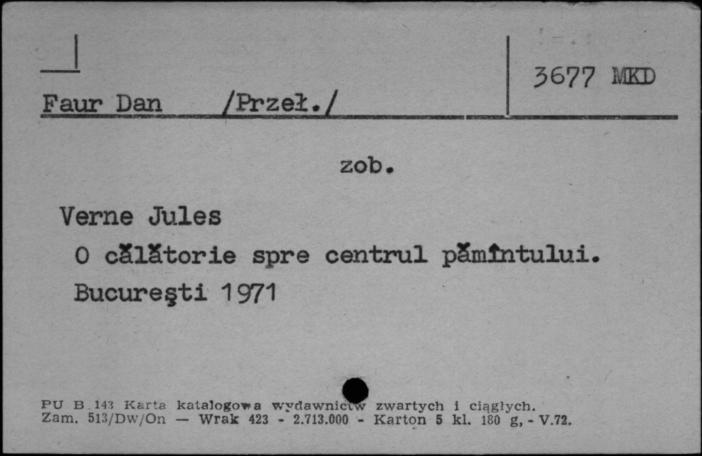 3677 MKD
Faur Dan /Przeł./
zob.
Verne Jules
O călătorie spre centrul pămîntului.
Bucureşti 1971
PU B 143 Karta katalogowa wydawnictw zwartych i ciągłych.
Zam. 513/Dw/On — Wrak 423 - 2.713.000 - Karton 5 kl. 180 g, - V.72.